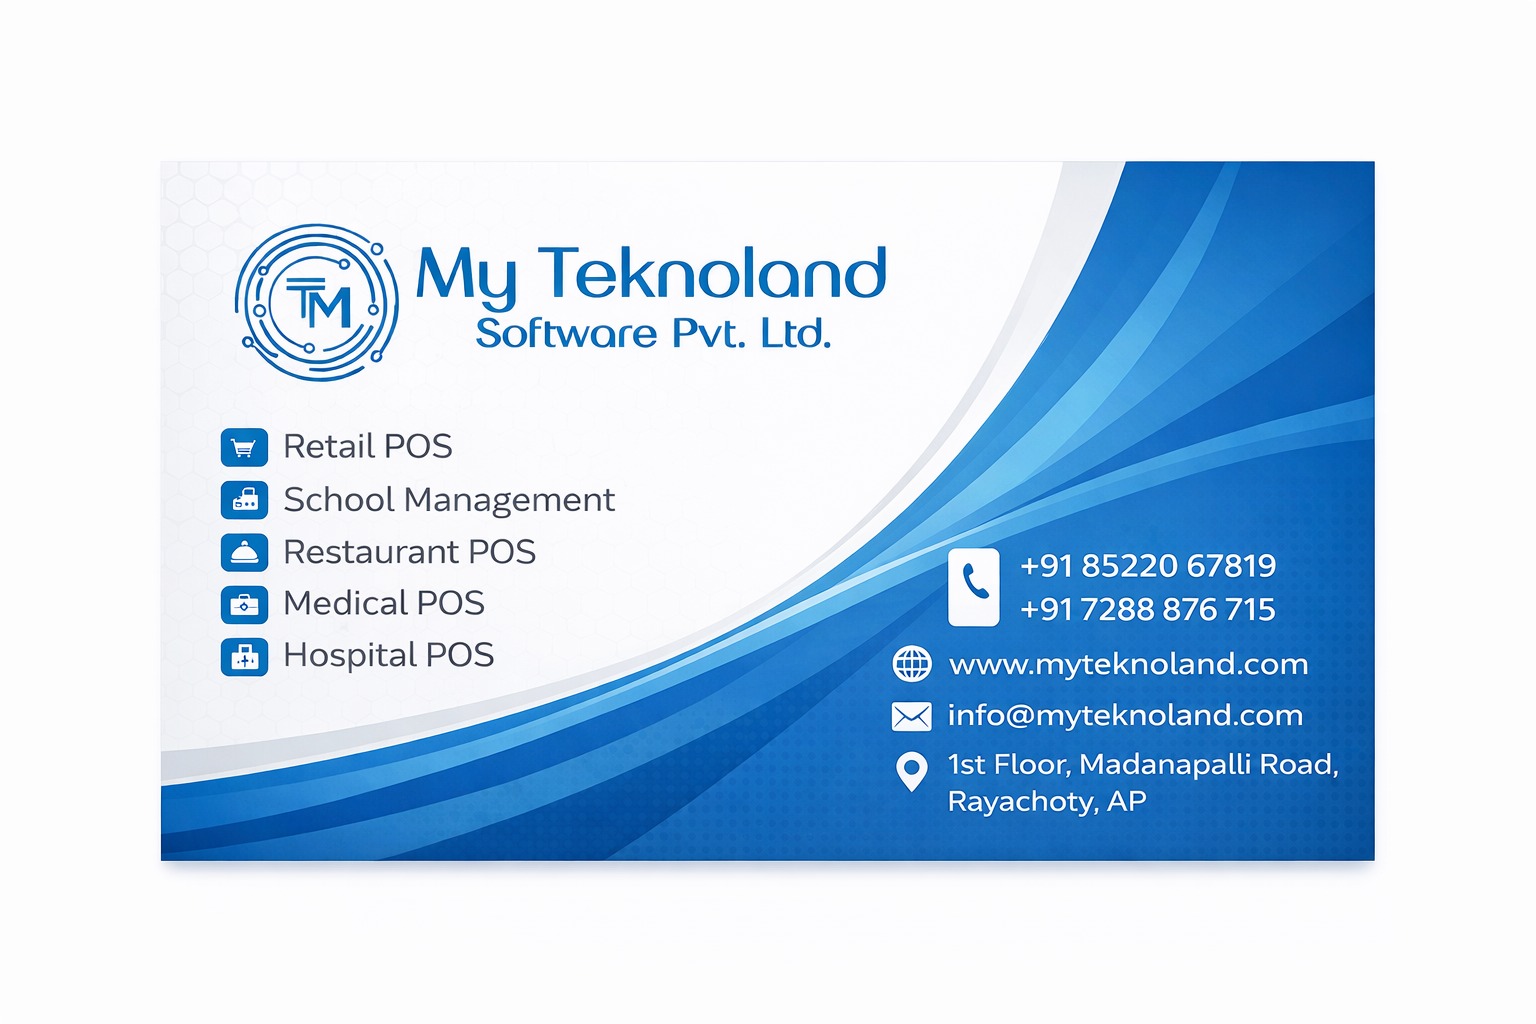 TM
My Teknoland
Software Pvt. Ltd.
Retail POS
School Management
Restaurant POS
Medical POS
Hospital POS
+91 85220 67819
+91 7288 876 715
www.myteknoland.com
info@myteknoland.com
1st Floor, Madanapalli Road,
Rayachoty, AP